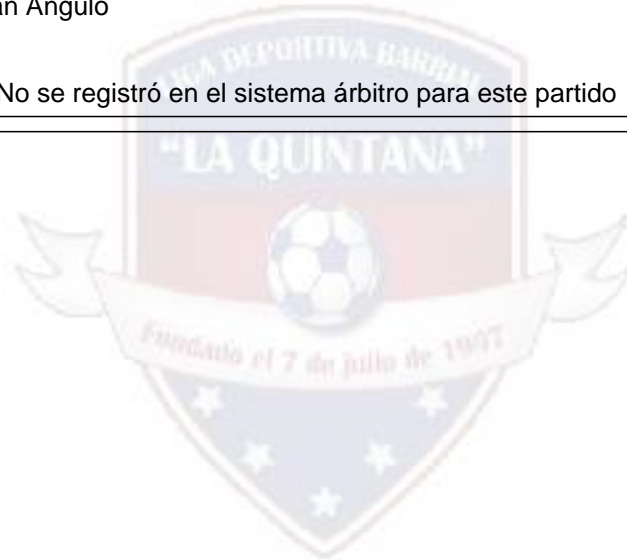 an Angulo
No se registró en el sistema árbitro para este partido
LIGA DEPORTIVA BARRIAL
"LA QUINTANA"
Fundado el 7 de julio de